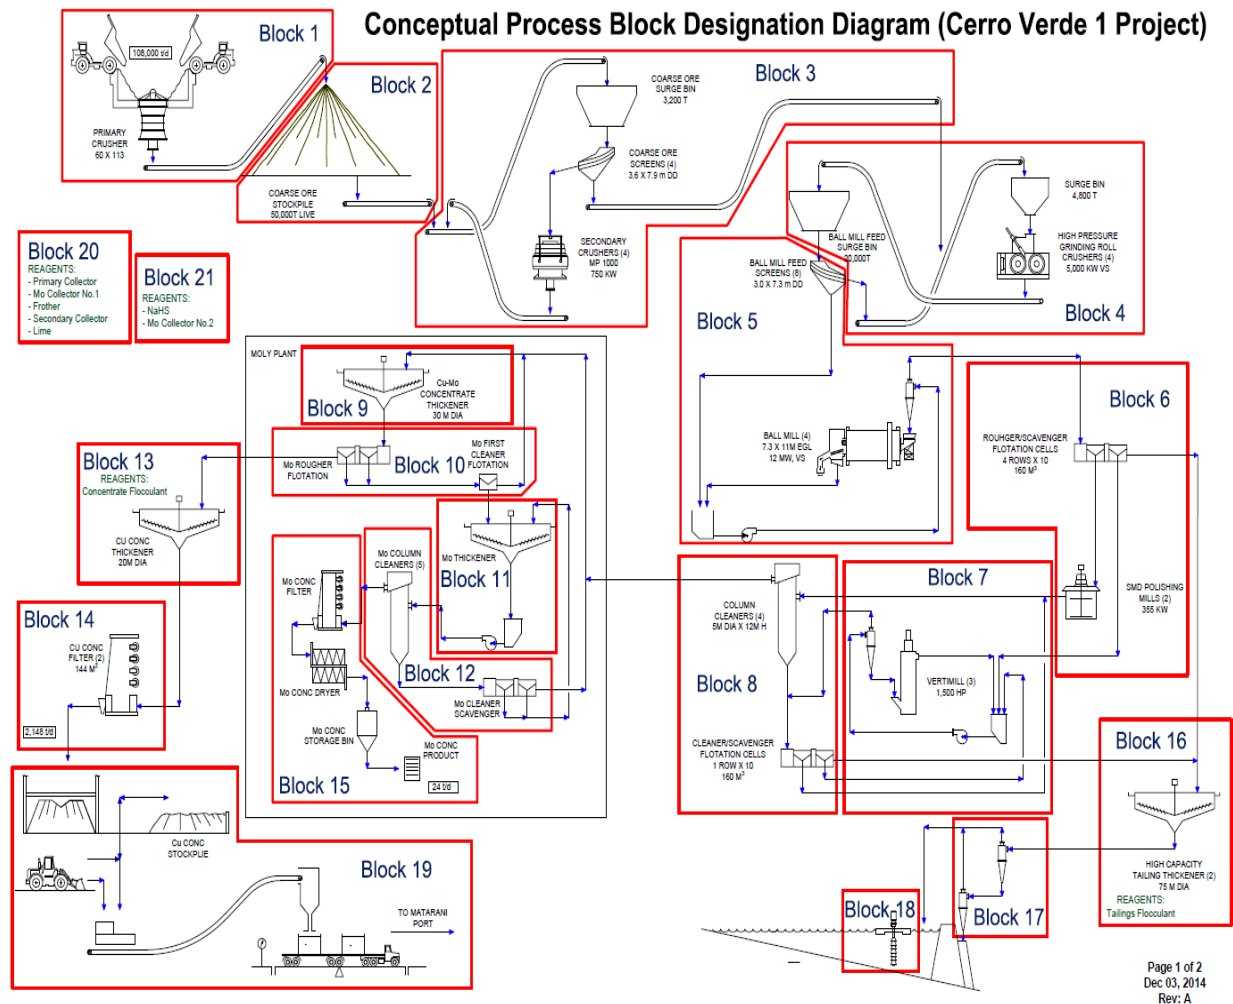 Conceptual Process Block Designation Diagram (Cerro Verde 1 Project)
Block 1
108,000 t/d
PRIMARY
CRUSHER
60 X 113
Block 2
COARSE ORE
STOCKPILE
50,000T LIVE
Block 3
COARSE ORE
SURGE BIN
3,200 T
COARSE ORE
SCREENS (4)
3.6 X 7.9 m DD
SECONDARY
CRUSHERS (4)
MP 1000
750 KW
SURGE BIN
4,600 T
HIGH PRESSURE
GRINDING ROLL
CRUSHERS (4)
5,000 KW VS
Block 4
BALL MILL FEED
SURGE BIN
20,000T
BALL MILL FEED
SCREENS (8)
3.0 X 7.3 m DD
Block 5
BALL MILL (4)
7.3 X 11M EGL
12 MW, VS
Block 20
REAGENTS:
- Primary Collector
- Mo Collector No.1
- Frother
- Secondary Collector
- Lime
Block 21
REAGENTS:
- NaHS
- Mo Collector No.2
MOLY PLANT
Cu-Mo
CONCENTRATE
THICKENER
30 M DIA
Block 9
Mo FIRST
CLEANER
FLOTATION
Block 10
Mo ROUGHER
FLOTATION
Block 6
ROUHGER/SCAVENGER
FLOTATION CELLS
4 ROWS X 10
160 M³
SMD POLISHING
MILLS (2)
355 KW
Block 13
REAGENTS:
Concentrate Flocculant
CU CONC
THICKENER
20M DIA
Mo THICKENER
Block 11
Mo COLUMN
CLEANERS (5)
Mo CONC
FILTER
Block 12
Mo CLEANER
SCAVENGER
Mo CONC DRYER
Mo CONC
STORAGE BIN
Mo CONC
PRODUCT
24 t/d
Block 15
Block 14
CU CONC
FILTER (2)
144 M²
2,148 t/d
Block 7
VERTIMILL (3)
1,500 HP
COLUMN
CLEANERS (4)
5M DIA X 12M H
Block 8
CLEANER/SCAVENGER
FLOTATION CELLS
1 ROW X 10
160 M³
Block 16
HIGH CAPACITY
TAILING THICKENER (2)
75 M DIA
REAGENTS:
Tailings Flocculant
Block 17
Block 18
Cu CONC
STOCKPLIE
Block 19
TO MATARANI
PORT
Page 1 of 2
Dec 03, 2014
Rev: A